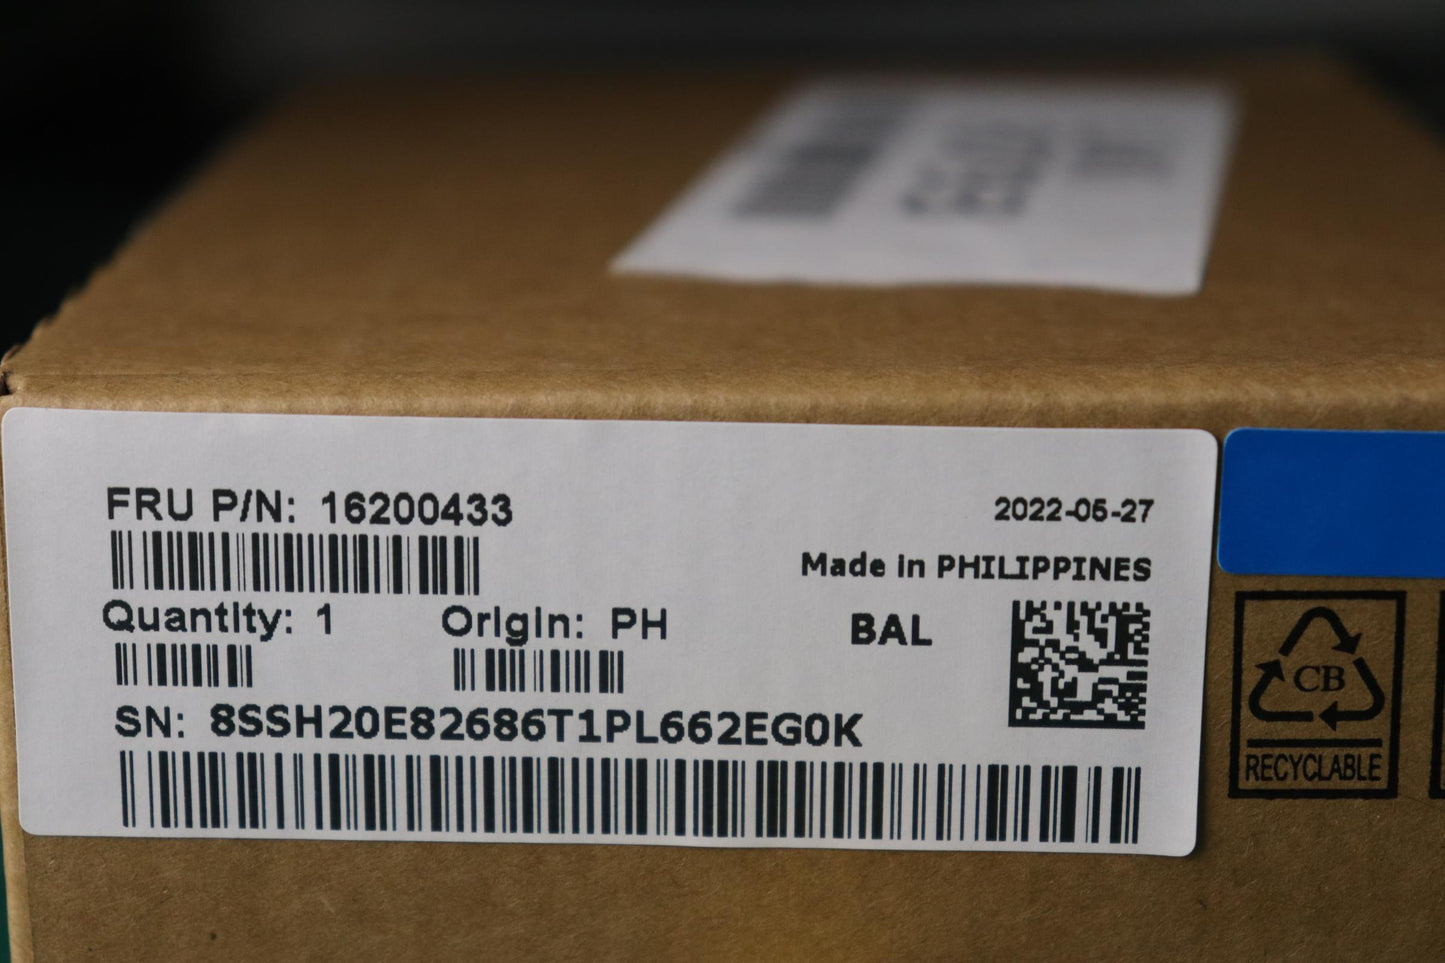 FRU P/N: 16200433
2022-05-27
Made in PHILIPPINES
Quantity: 1
Origin: PH
BAL
SN: 8SSH20E82686T1PL662EG0K
CB
RECYCLABLE